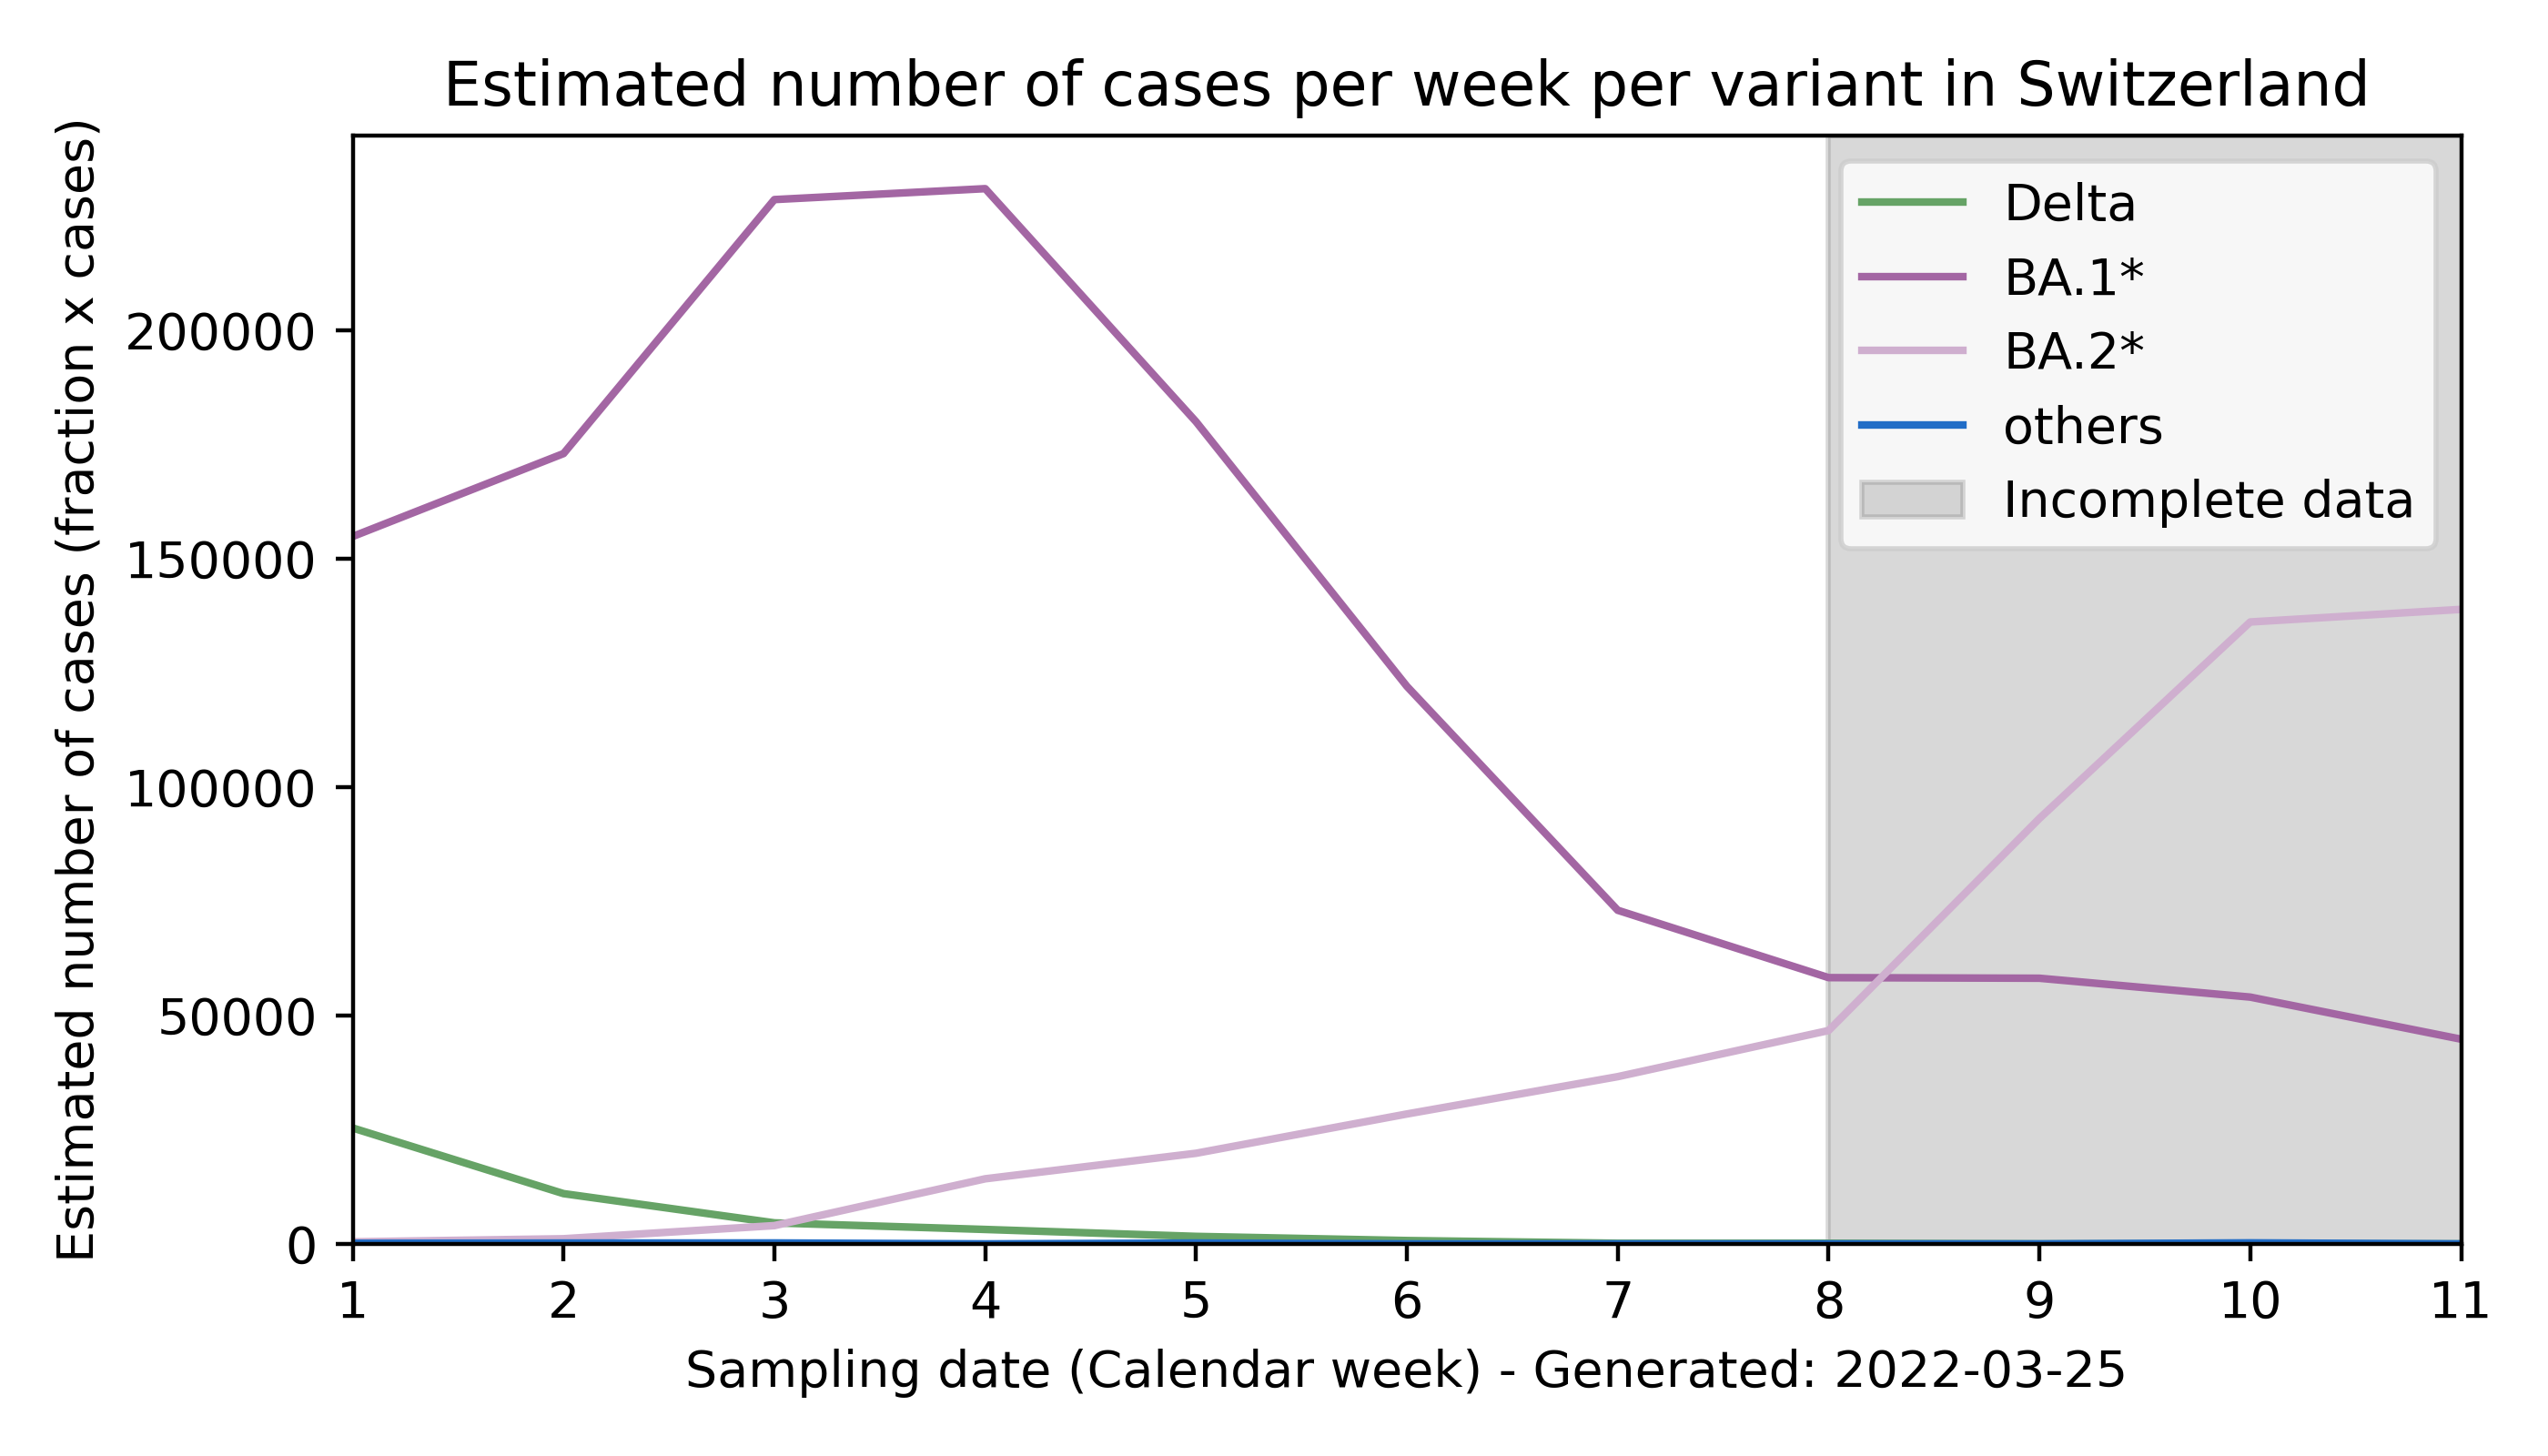 Estimated number of cases per week per variant in Switzerland
Estimated number of cases (fraction x cases)
200000
150000
100000
50000
0
Delta
BA.1*
BA.2*
others
Incomplete data
1 2 3 4 5 6 7 8 9 10 11
Sampling date (Calendar week) - Generated: 2022-03-25